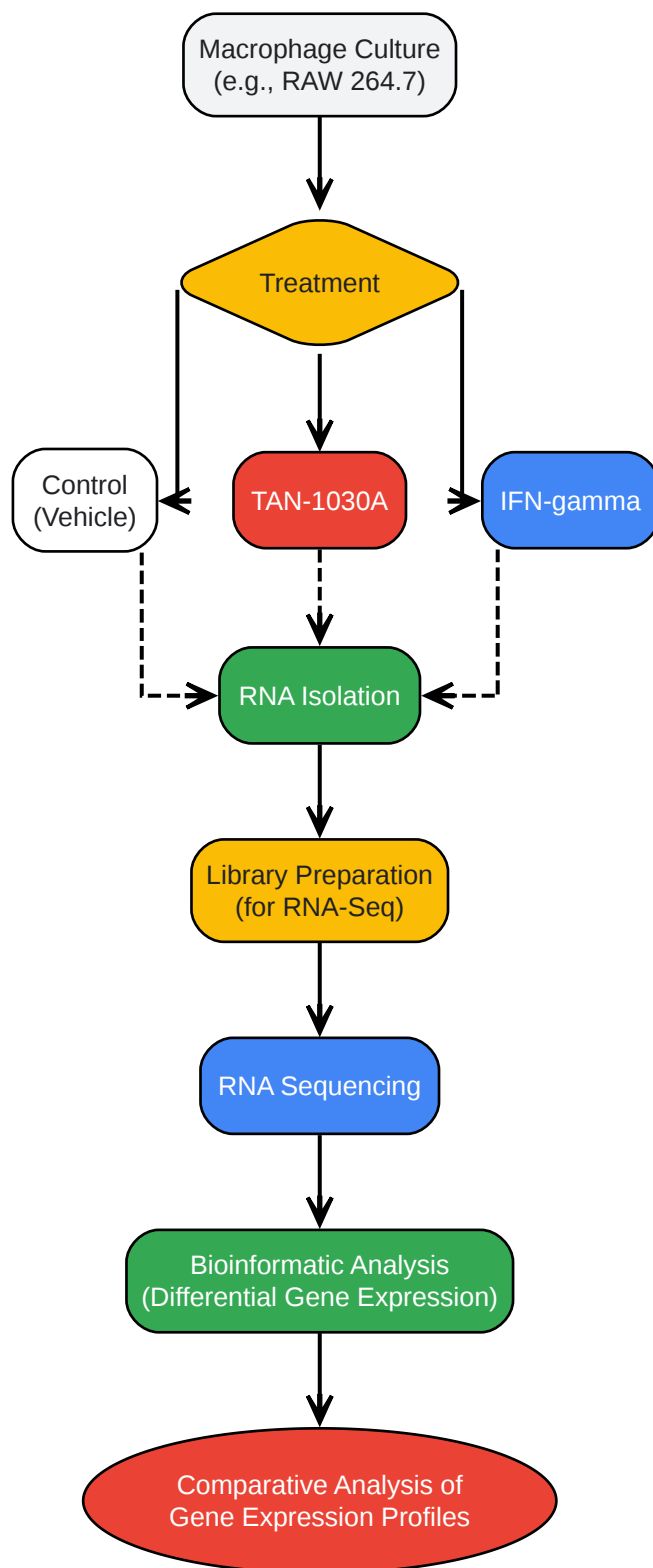 Macrophage Culture
(e.g., RAW 264.7)
Treatment
Control
(Vehicle)
TAN-1030A
IFN-gamma
RNA Isolation
Library Preparation
(for RNA-Seq)
RNA Sequencing
Bioinformatic Analysis
(Differential Gene Expression)
Comparative Analysis of
Gene Expression Profiles